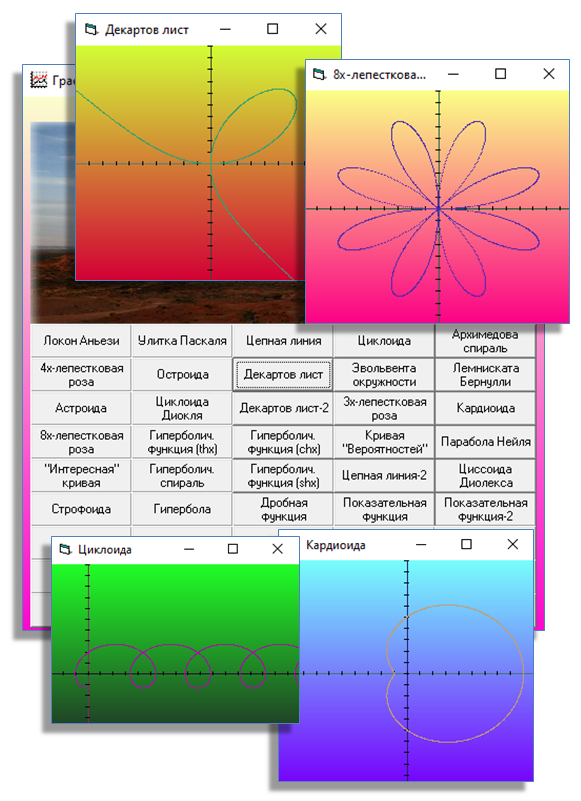 Декартов лист
8х-лепесткова...
Гра
Локон Аньези
Улитка Паскаля
Цепная линия
Циклоида
Архимедова
спираль
4х-лепестковая
роза
Остроида
Декартов лист
Эвольвента
окружности
Лемниската
Бернулли
Астроида
Циклоида
Диокля
Декартов лист-2
3х-лепестковая
роза
Кардиоида
8х-лепестковая
роза
Гиперболич.
функция (thx)
Гиперболич.
функция (chx)
Кривая
"Вероятностей"
Парабола Нейля
"Интересная"
кривая
Гиперболич.
спираль
Гиперболич.
функция (shx)
Цепная линия-2
Циссоида
Диолекса
Строфоида
Гипербола
Дробная
функция
Показательная
функция
Показательная
функция-2
Циклоида
Кардиоида